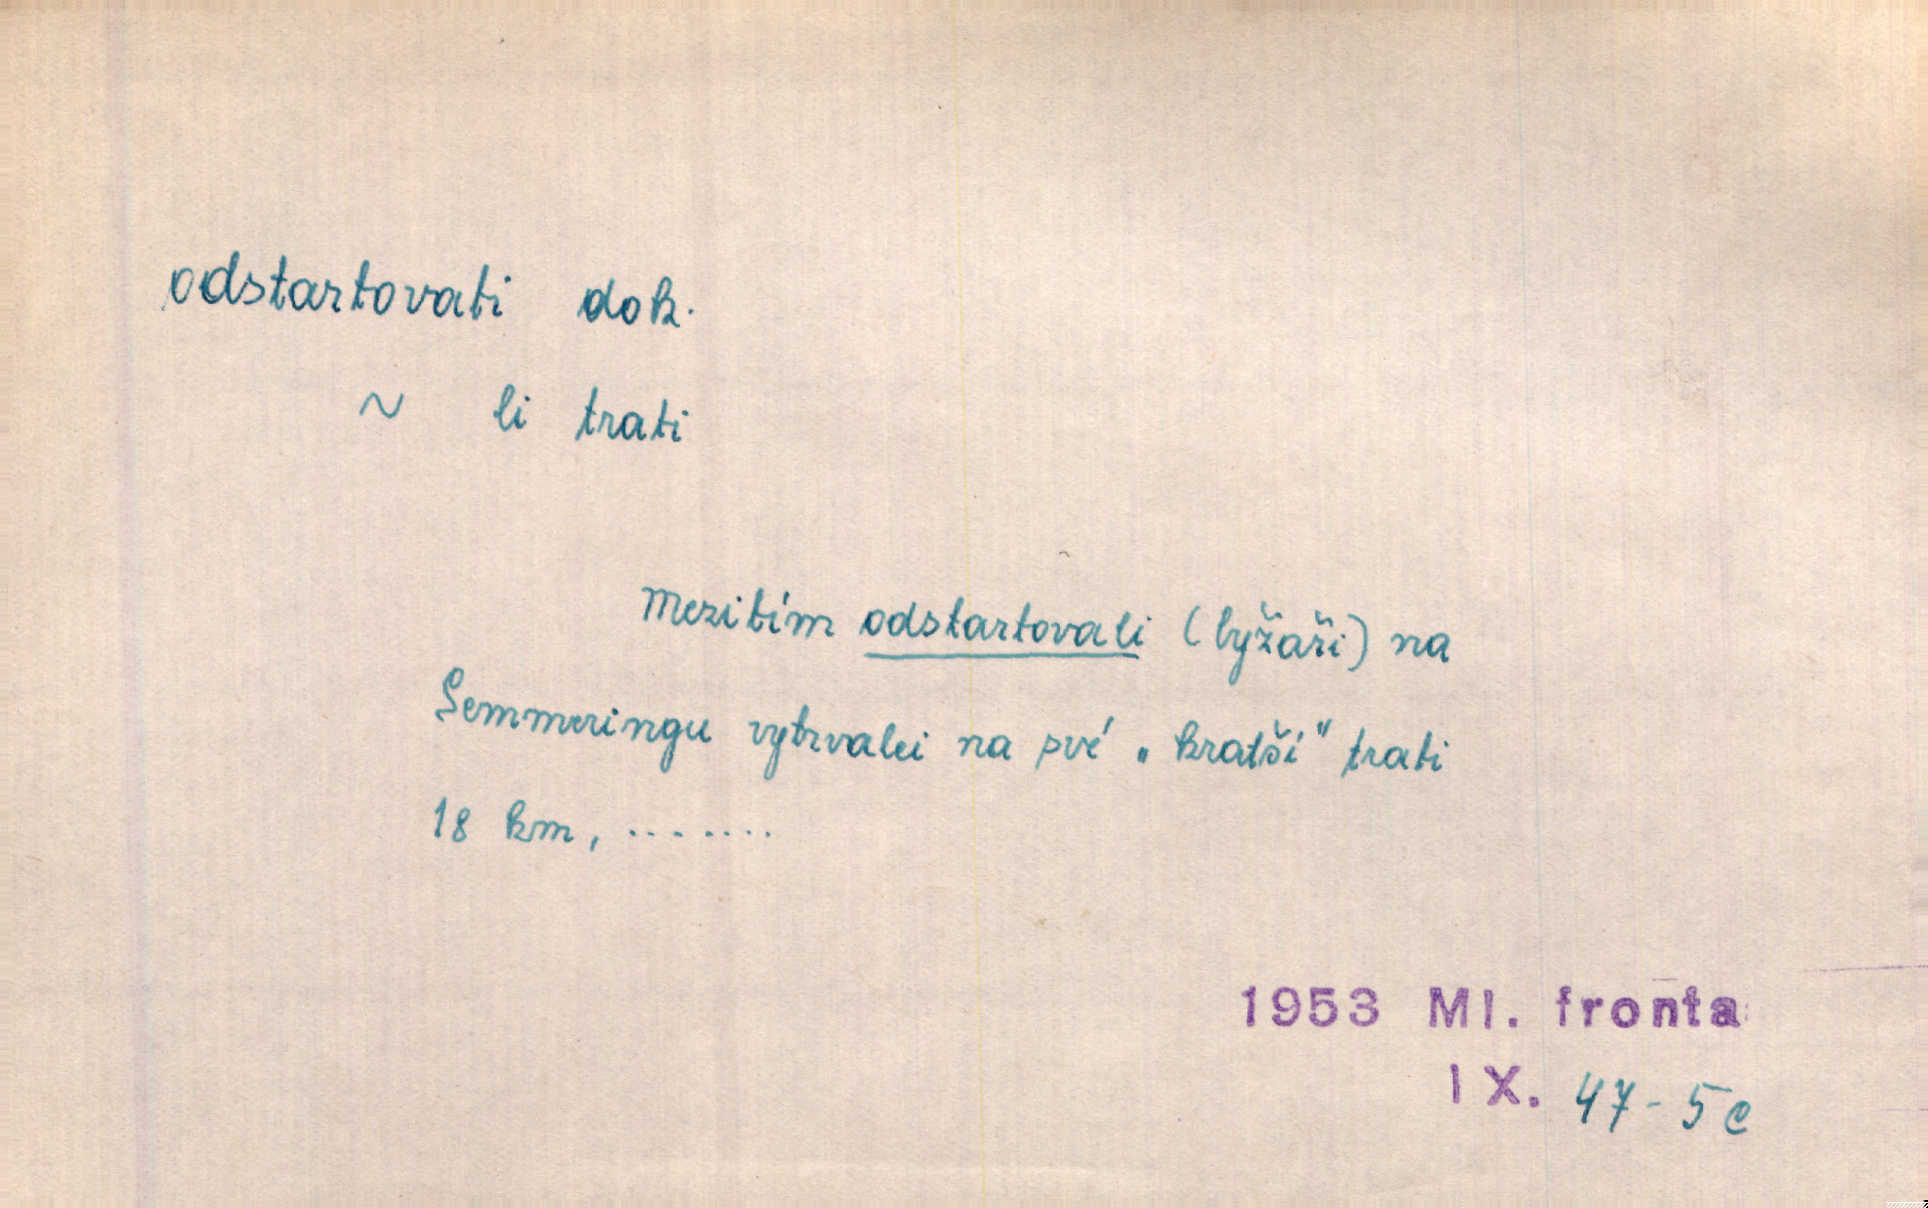 odstartovati dok.
~ li trati
Mezitím odstartovali (lyžaři) na
Semmeringu vytrvalci na své „kratší" trati
18 km, ........
1953 Ml. fronta
IX. 47-5c